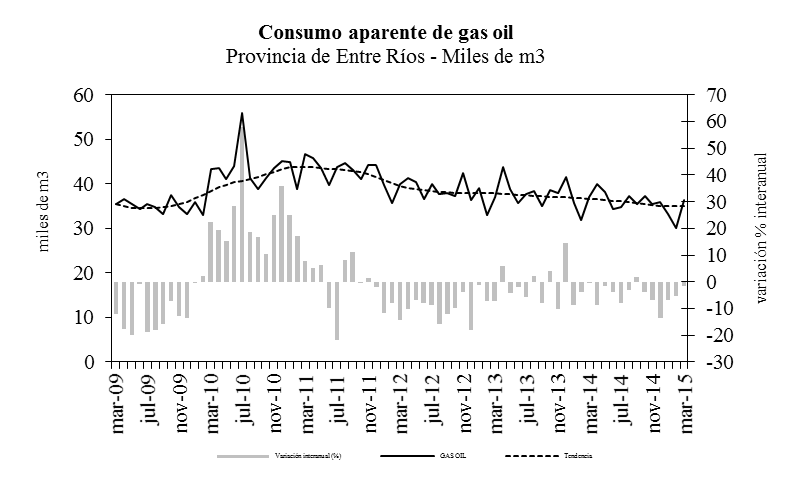 Consumo aparente de gas oil
Provincia de Entre Ríos - Miles de m3
60
50
40
30
20
10
0
miles de m3
70
60
50
40
30
20
10
0
-10
-20
-30
variación % interanual
mar-09
jul-09
nov-09
mar-10
jul-10
nov-10
mar-11
jul-11
nov-11
mar-12
jul-12
nov-12
mar-13
jul-13
nov-13
mar-14
jul-14
nov-14
mar-15
Variación interanual (%)
GAS OIL
Tendencia